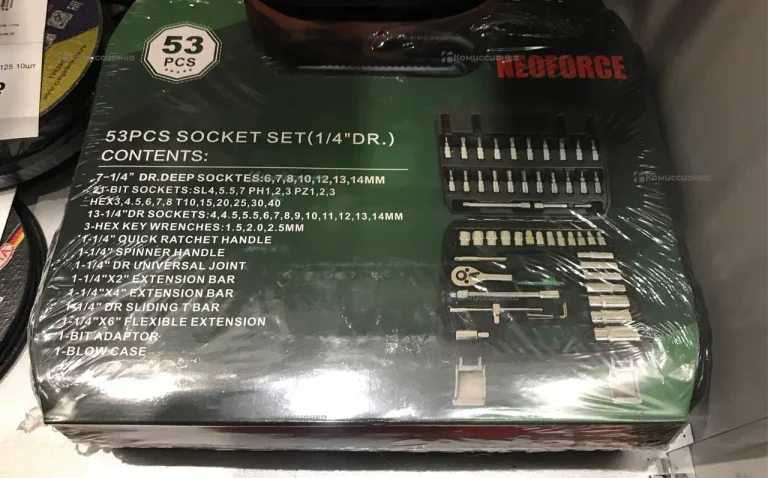 53
PCS
Комиссионка
NEOFORCE
125 10шт
53PCS SOCKET SET(1/4"DR.)
CONTENTS:
7-1/4" DR.DEEP SOCKTES:6,7,8,10,12,13,14MM
21-BIT SOCKETS:SL4,5.5,7 PH1,2,3 PZ1,2,3
HEX3,4,5,6,7,8 T10,15,20,25,30,40
13-1/4"DR SOCKETS:4,4.5,5,5.5,6,7,8,9,10,11,12,13,14MM
3-HEX KEY WRENCHES:1.5,2.0,2.5MM
1-1/4" QUICK RATCHET HANDLE
1-1/4" SPINNER HANDLE
1-1/4" DR UNIVERSAL JOINT
1-1/4"X2" EXTENSION BAR
1-1/4"X4" EXTENSION BAR
1-1/4" DR SLIDING T BAR
1-1/4"X6" FLEXIBLE EXTENSION
1-BIT ADAPTOR
1-BLOW CASE
Комиссионка
Комиссионка